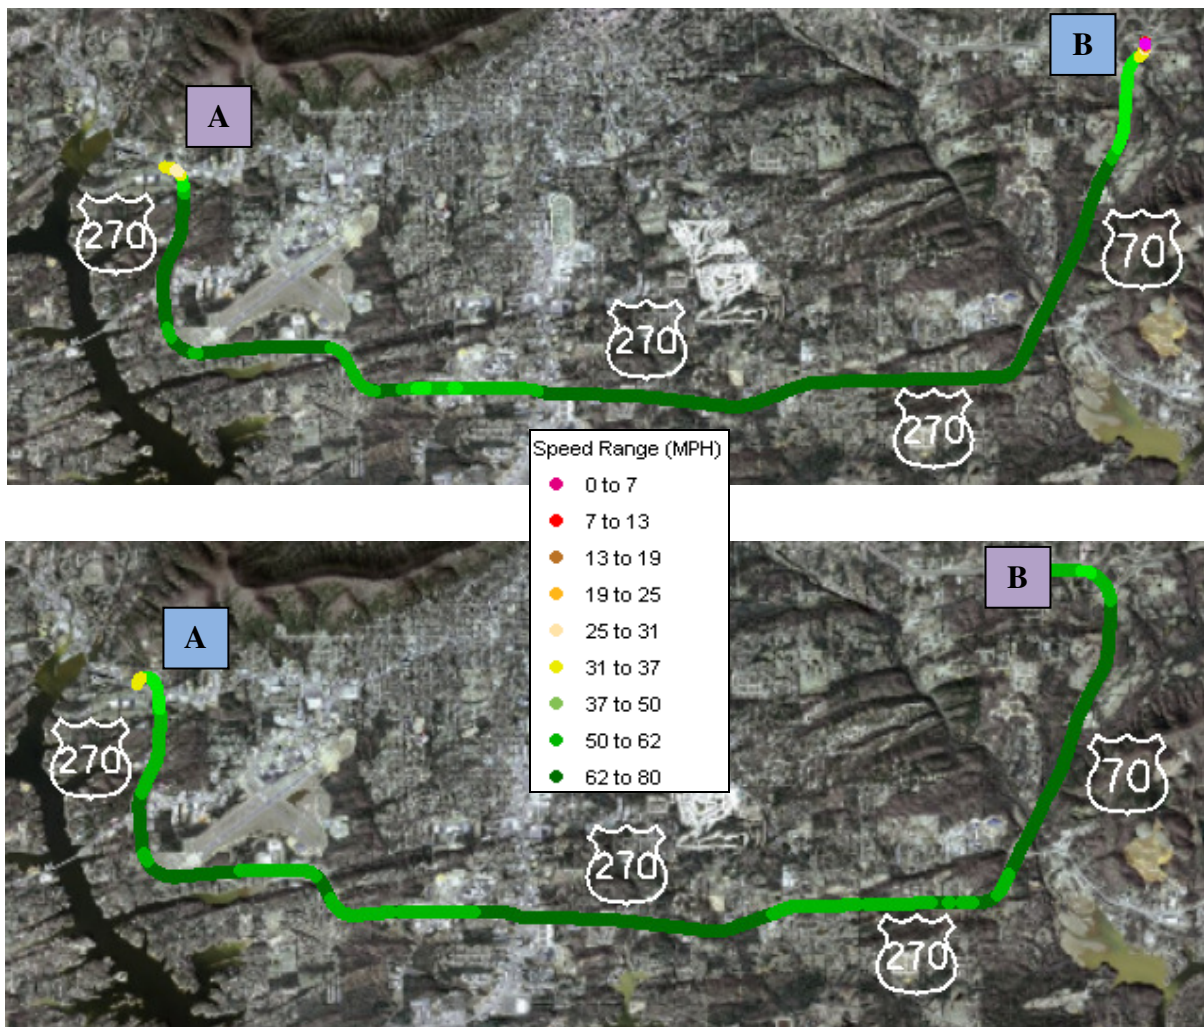 B
A
270
70
270
270
Speed Range (MPH)
0 to 7
7 to 13
13 to 19
19 to 25
25 to 31
31 to 37
37 to 50
50 to 62
62 to 80
B
A
270
70
270
270